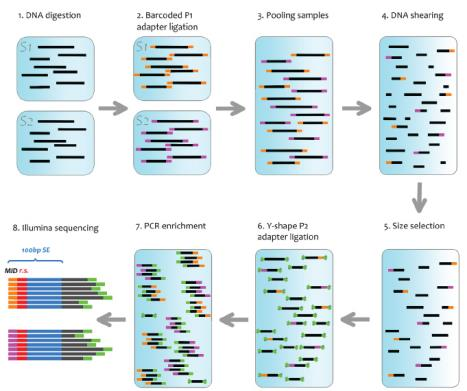 1. DNA digestion
2. Barcoded P1
adapter ligation
3. Pooling samples
4. DNA shearing
S1
S1
S2
S2
8. Illumina sequencing
7. PCR enrichment
6. Y-shape P2
adapter ligation
5. Size selection
100bp SE
MID r.s.